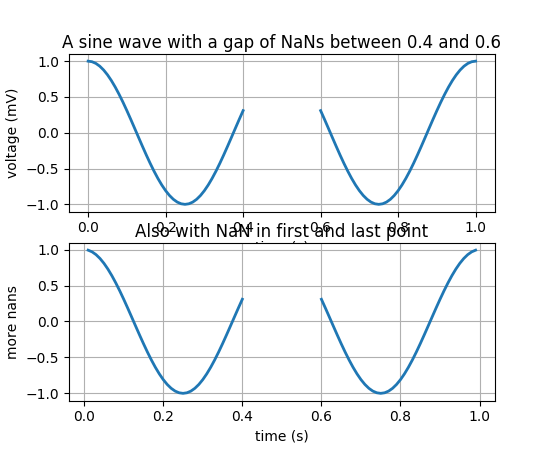 A sine wave with a gap of NaNs between 0.4 and 0.6
1.0
0.5
0.0
−0.5
−1.0
voltage (mV)
0.0 0.2 0.4 0.6 0.8 1.0
Also with NaN in first and last point
1.0
0.5
0.0
−0.5
−1.0
more nans
0.0 0.2 0.4 0.6 0.8 1.0
time (s)